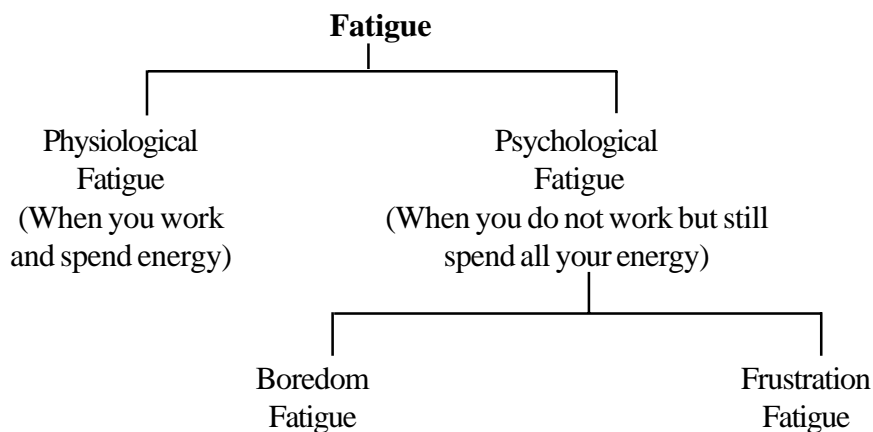 Fatigue
Physiological
Fatigue
(When you work
and spend energy)
Psychological
Fatigue
(When you do not work but still
spend all your energy)
Boredom
Fatigue
Frustration
Fatigue